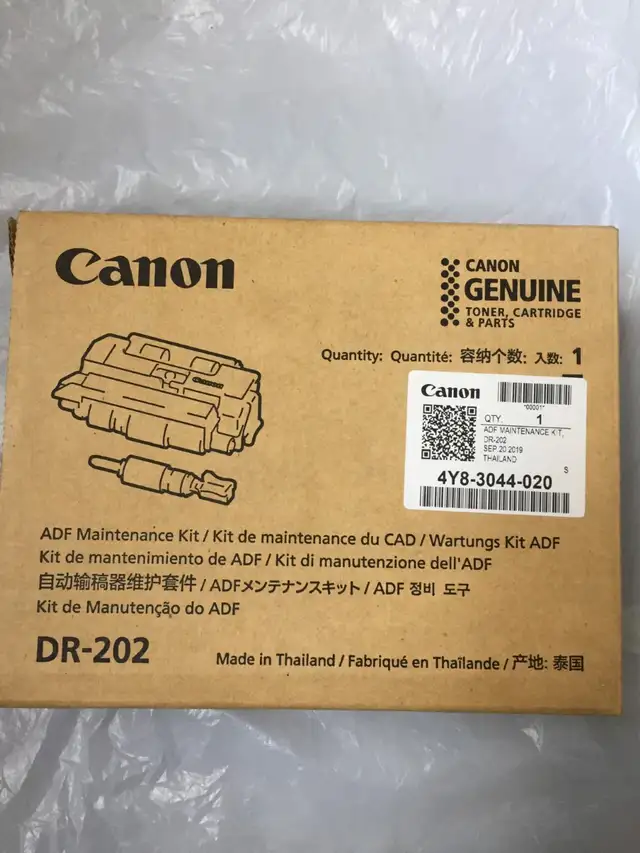 Canon
CANON
GENUINE
TONER, CARTRIDGE
& PARTS
Quantity: Quantité: 容纳个数: 入数: 1
Canon
*00001*
QTY. 1
ADF MAINTENANCE KIT,
DR-202
SEP.20 2019
THAILAND
S
4Y8-3044-020
ADF Maintenance Kit / Kit de maintenance du CAD / Wartungs Kit ADF
Kit de mantenimiento de ADF / Kit di manutenzione dell'ADF
自动输稿器维护套件 / ADFメンテナンスキット / ADF 정비 도구
Kit de Manutenção do ADF
DR-202
Made in Thailand / Fabriqué en Thaïlande / 产地: 泰国